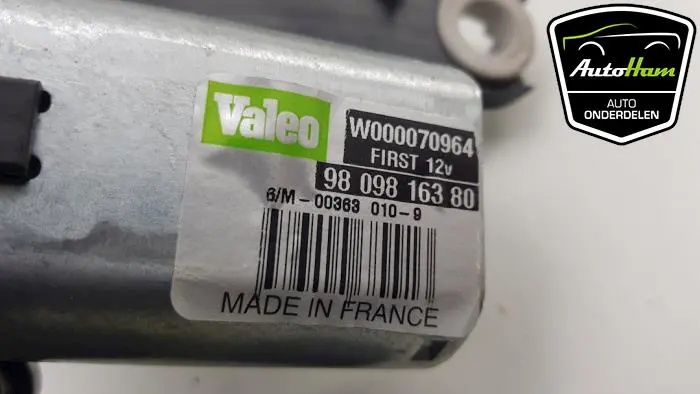 AutoHam
AUTO
ONDERDELEN
Valeo
W000070964
FIRST 12v
98 098 163 80
6/M-00363 010-9
MADE IN FRANCE